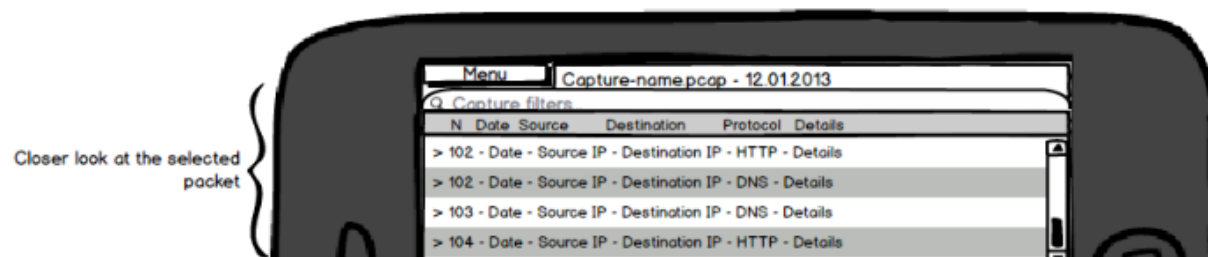 Menu
Capture-name.pcap - 12.01.2013
Capture filters...
N Date Source Destination Protocol Details
> 102 - Date - Source IP - Destination IP - HTTP - Details
> 102 - Date - Source IP - Destination IP - DNS - Details
> 103 - Date - Source IP - Destination IP - DNS - Details
> 104 - Date - Source IP - Destination IP - HTTP - Details
Closer look at the selected
packet